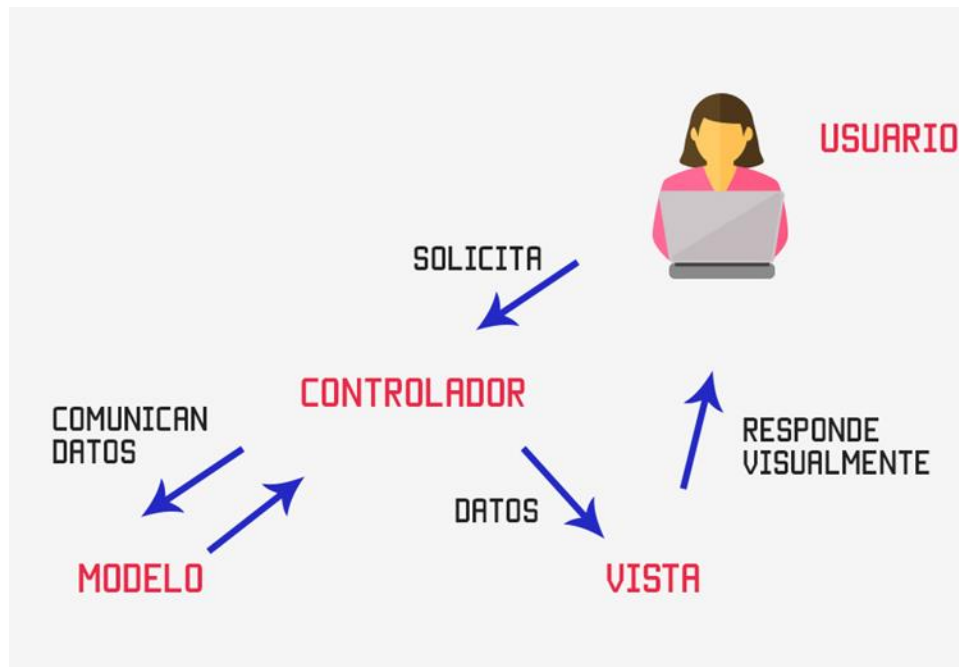 USUARIO
SOLICITA
CONTROLADOR
COMUNICAN
DATOS
RESPONDE
VISUALMENTE
DATOS
MODELO
VISTA